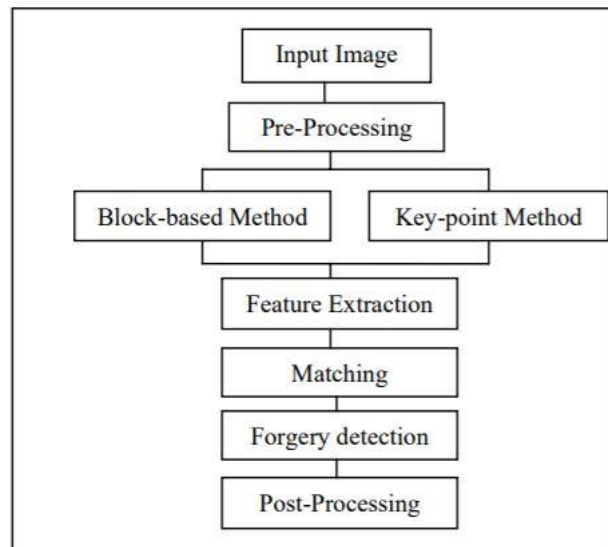 Input Image
Pre-Processing
Block-based Method
Key-point Method
Feature Extraction
Matching
Forgery detection
Post-Processing